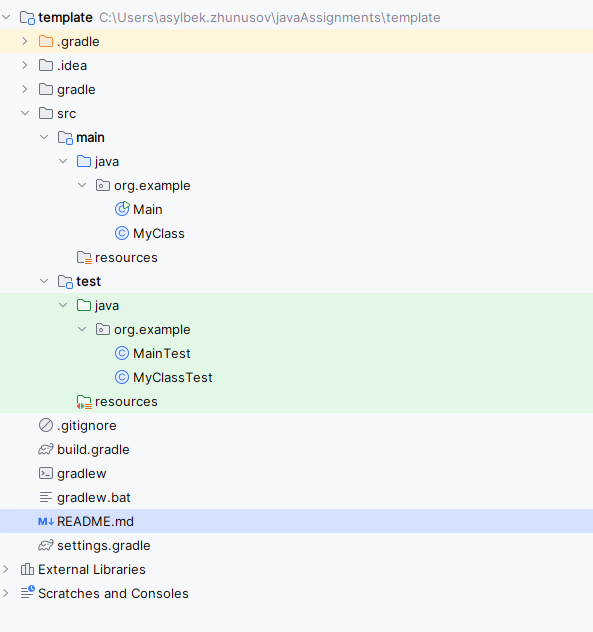 template C:\Users\asylbek.zhunusov\javaAssignments\template
.gradle
.idea
gradle
src
main
java
org.example
Main
MyClass
resources
test
java
org.example
MainTest
MyClassTest
resources
.gitignore
build.gradle
gradlew
gradlew.bat
M↓ README.md
settings.gradle
External Libraries
Scratches and Consoles